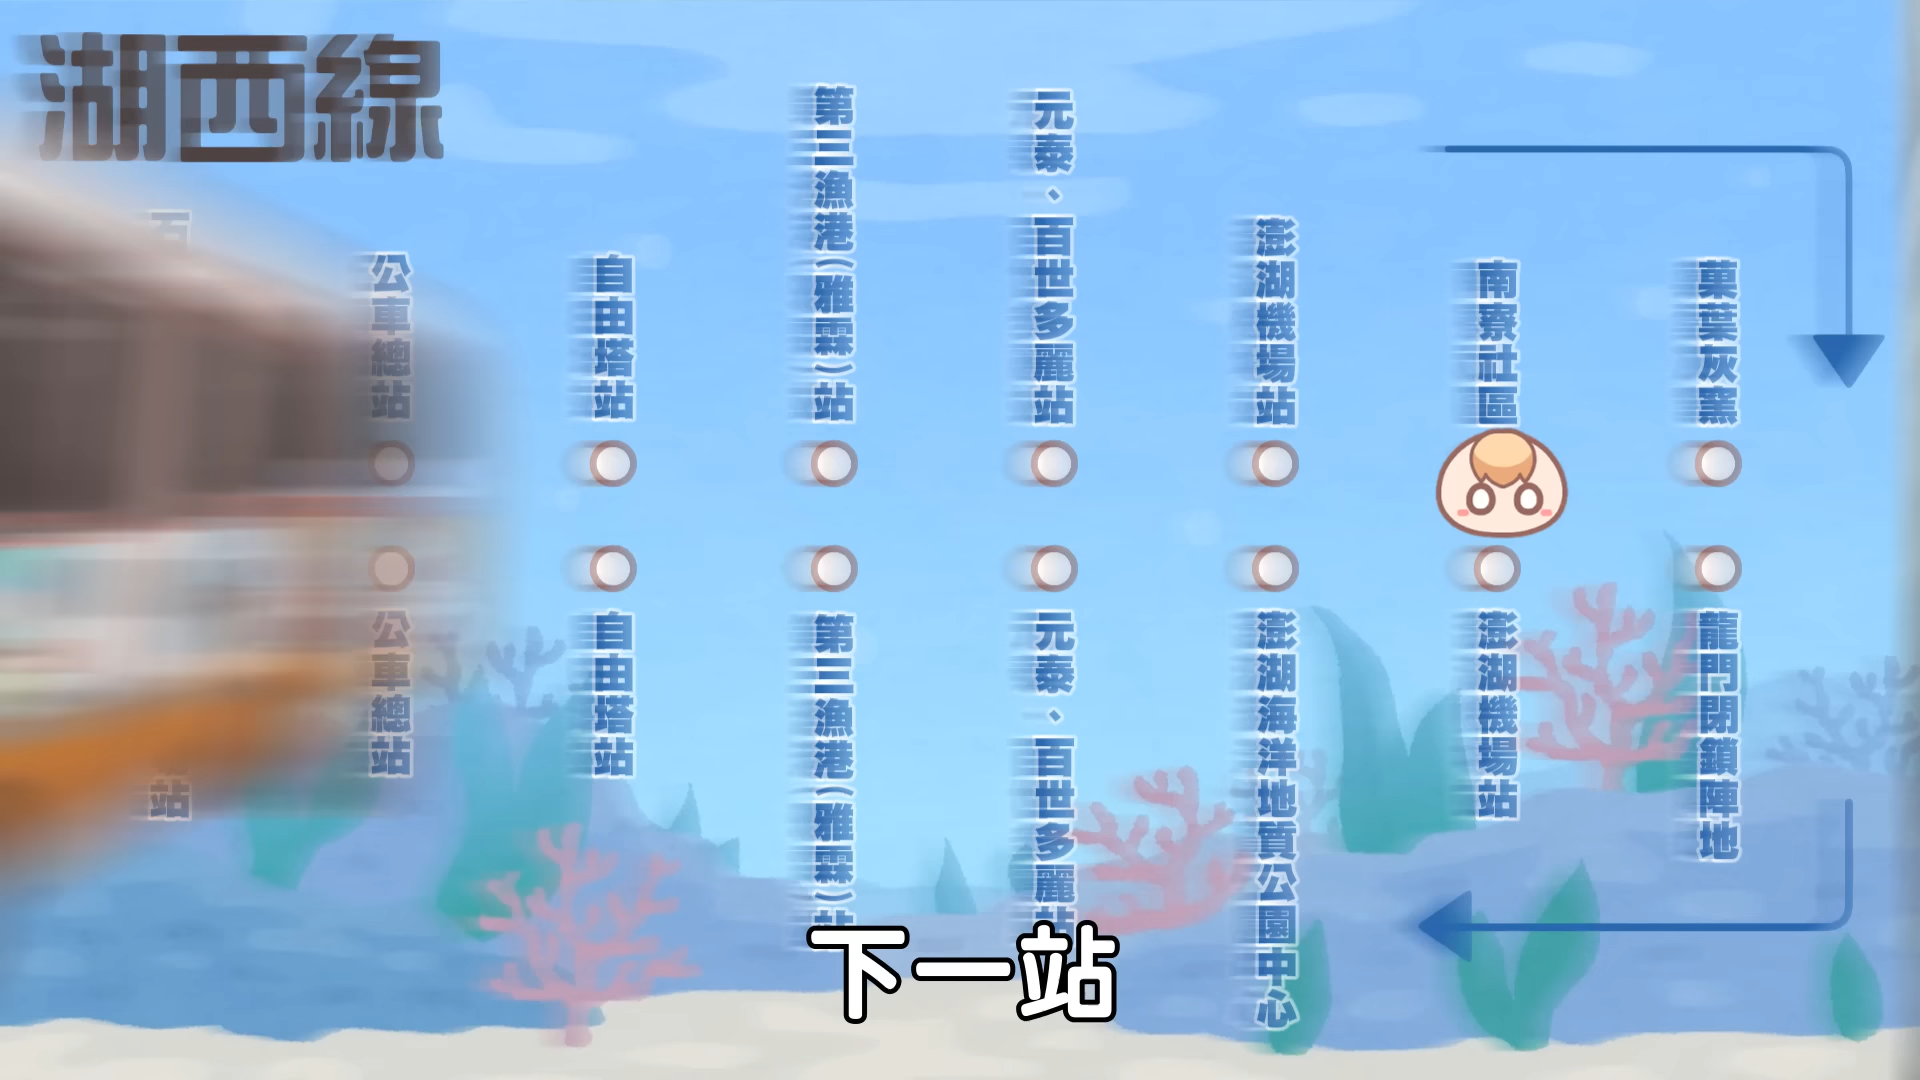 湖西線
百
公車總站
自由塔站
第三漁港(雅霖)站
元泰、百世多麗站
澎湖機場站
南寮社區
菓葉灰窯
站
公車總站
自由塔站
第三漁港(雅霖)站
元泰、百世多麗站
澎湖海洋地質公園中心
澎湖機場站
龍門閉鎖陣地
下一站